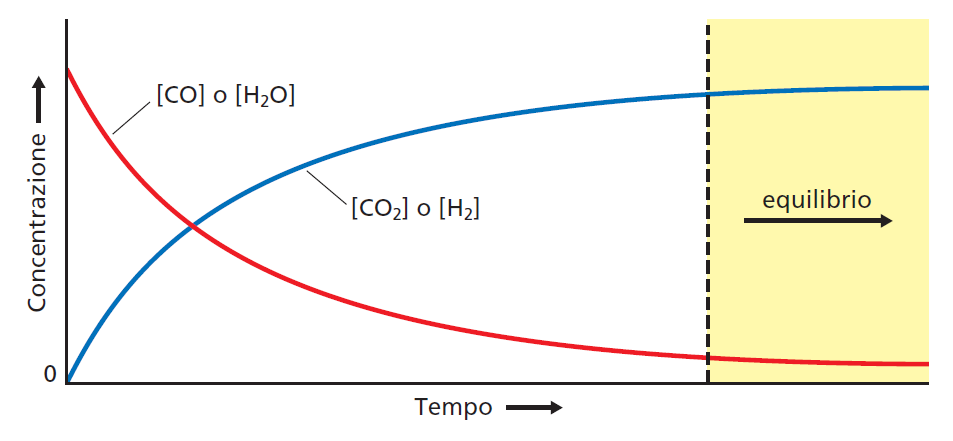 [CO] o [H₂O]
[CO₂] o [H₂]
equilibrio
Concentrazione
0
Tempo